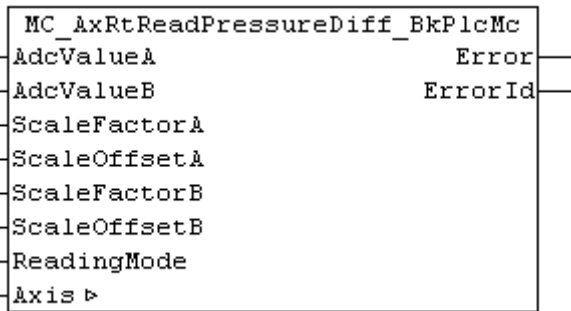 MC_AxRtReadPressureDiff_BkPlcMc
AdcValueA Error
AdcValueB ErrorId
ScaleFactorA
ScaleOffsetA
ScaleFactorB
ScaleOffsetB
ReadingMode
Axis ▷